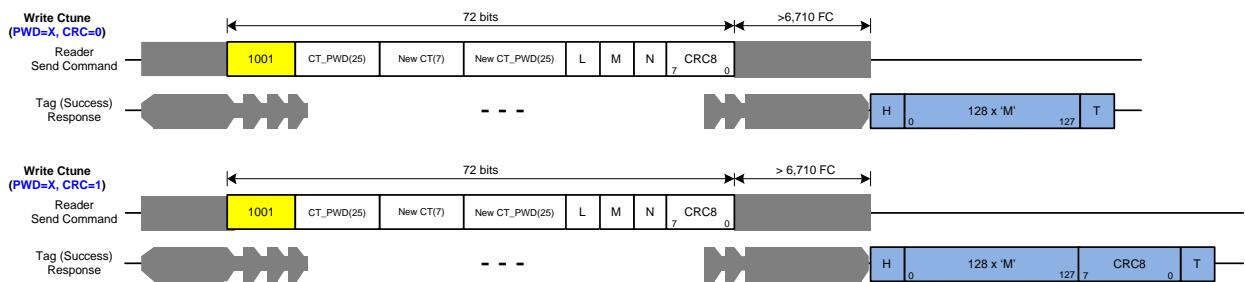 Write Ctune
(PWD=X, CRC=0)
72 bits
>6,710 FC
Reader
Send Command
1001
CT_PWD(25)
New CT(7)
New CT_PWD(25)
L
M
N
CRC8
7
0
Tag (Success)
Response
- - -
H
0
128 x ‘M’
127
T
Write Ctune
(PWD=X, CRC=1)
72 bits
> 6,710 FC
Reader
Send Command
1001
CT_PWD(25)
New CT(7)
New CT_PWD(25)
L
M
N
CRC8
7
0
Tag (Success)
Response
- - -
H
0
128 x ‘M’
127
7
CRC8
0
T